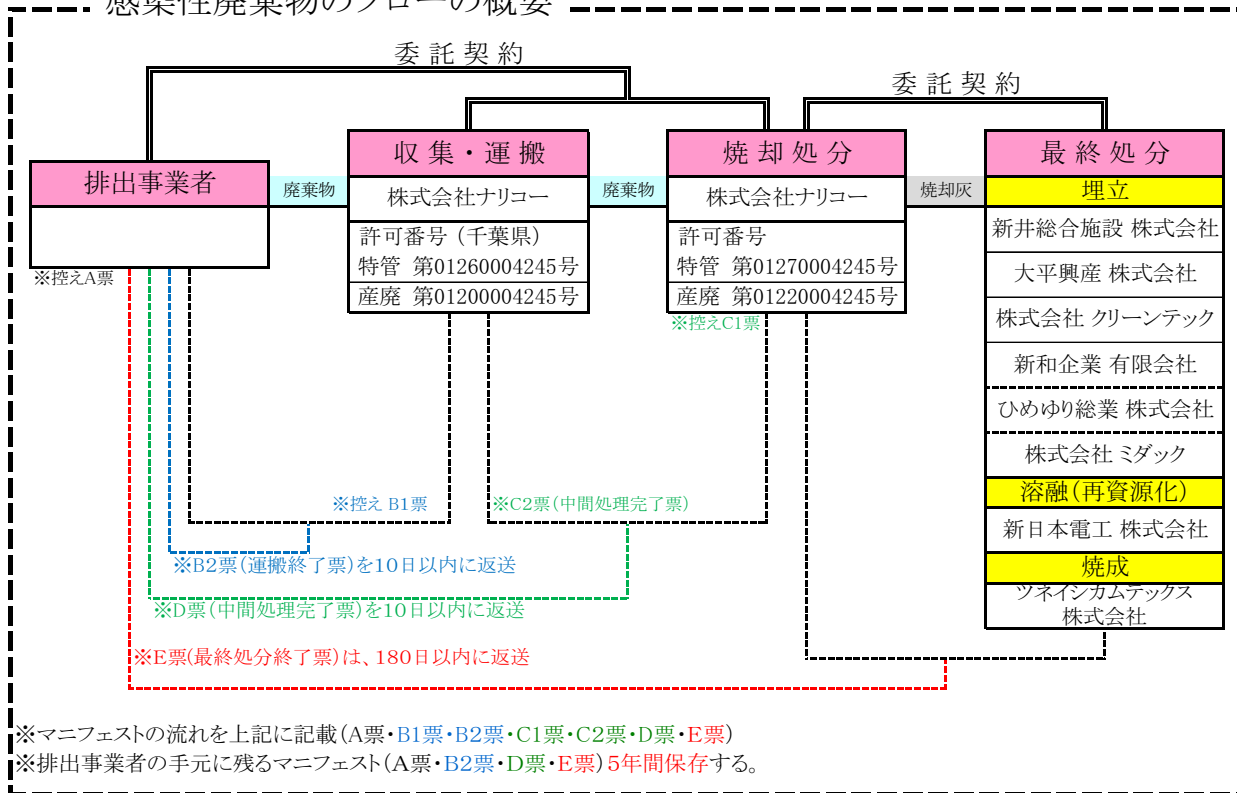 感染性廃棄物のフローの概要
委託契約
委託契約
排出事業者
※控えA票
廃棄物
収集・運搬
株式会社ナリコー
許可番号（千葉県）
特管 第01260004245号
産廃 第01200004245号
廃棄物
焼却処分
株式会社ナリコー
許可番号
特管 第01270004245号
産廃 第01220004245号
※控えC1票
焼却灰
最終処分
埋立
新井総合施設 株式会社
大平興産 株式会社
株式会社 クリーンテック
新和企業 有限会社
ひめゆり総業 株式会社
株式会社 ミダック
溶融(再資源化)
新日本電工 株式会社
焼成
ツネイシカムテックス
株式会社
※控え B1票
※C2票(中間処理完了票)
※B2票(運搬終了票)を10日以内に返送
※D票(中間処理完了票)を10日以内に返送
※E票(最終処分終了票)は、180日以内に返送
※マニフェストの流れを上記に記載(A票・B1票・B2票・C1票・C2票・D票・E票)
※排出事業者の手元に残るマニフェスト(A票・B2票・D票・E票)5年間保存する。